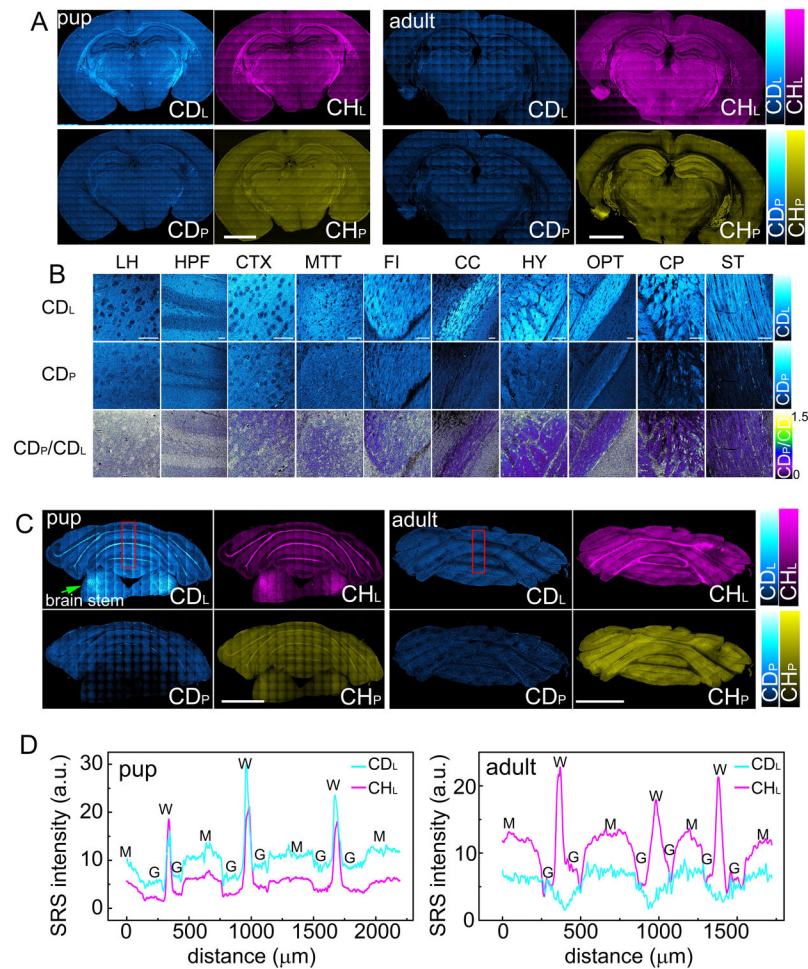 A
pup
adult
CDL
CHL
CDL
CHL
CDL
CHL
CDP
CHP
CDP
CHP
CDP
CHP
B
LH HPF CTX MTT FI CC HY OPT CP ST
CDL
CDL
CDP
CDP
CDP/CDL
CDP/CDL
1.5
0
C
pup
adult
brain stem
CDL
CHL
CDL
CHL
CDL
CHL
CDP
CHP
CDP
CHP
CDP
CHP
D
pup
W
CDL
CHL
W
W
M
G
G
M
G
G
M
G
G
M
30
20
10
0
SRS intensity (a.u.)
0 500 1000 1500 2000
distance (μm)
adult
W
CDL
CHL
W
W
M
G
G
M
G
G
M
G
G
M
20
10
0
SRS intensity (a.u.)
0 500 1000 1500
distance (μm)